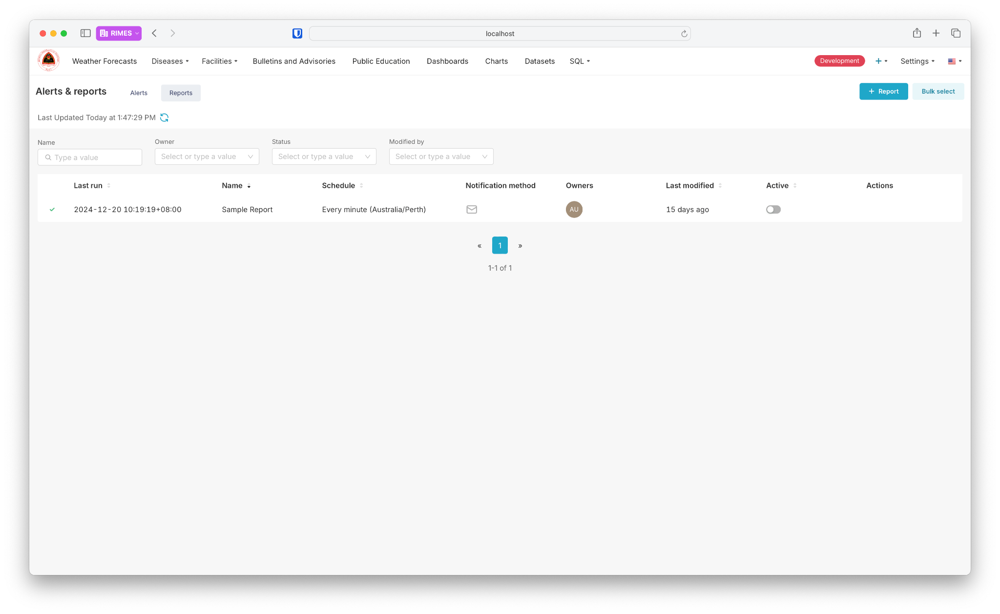 RIMES
localhost
Weather Forecasts Diseases Facilities Bulletins and Advisories Public Education Dashboards Charts Datasets SQL Development + Settings
Alerts & reports Alerts Reports + Report Bulk select
Last Updated Today at 1:47:29 PM
Name Owner Status Modified by
Type a value Select or type a value Select or type a value Select or type a value
Last run Name Schedule Notification method Owners Last modified Active Actions
2024-12-20 10:19:19+08:00 Sample Report Every minute (Australia/Perth) AU 15 days ago
« 1 »
1-1 of 1